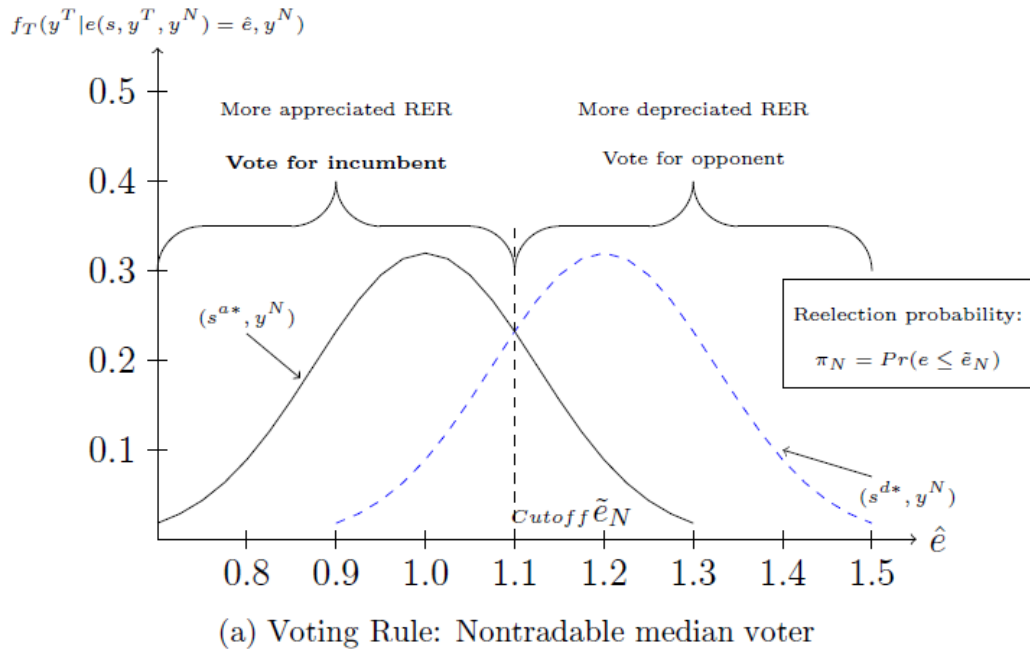 f_T(y^T|e(s, y^T, y^N) = ê, y^N)
0.5
0.4
0.3
0.2
0.1
More appreciated RER
Vote for incumbent
More depreciated RER
Vote for opponent
(s^{a*}, y^N)
Reelection probability:
π_N = Pr(e ≤ ẽ_N)
(s^{d*}, y^N)
Cutoff ẽ_N
ê
0.8 0.9 1.0 1.1 1.2 1.3 1.4 1.5
(a) Voting Rule: Nontradable median voter